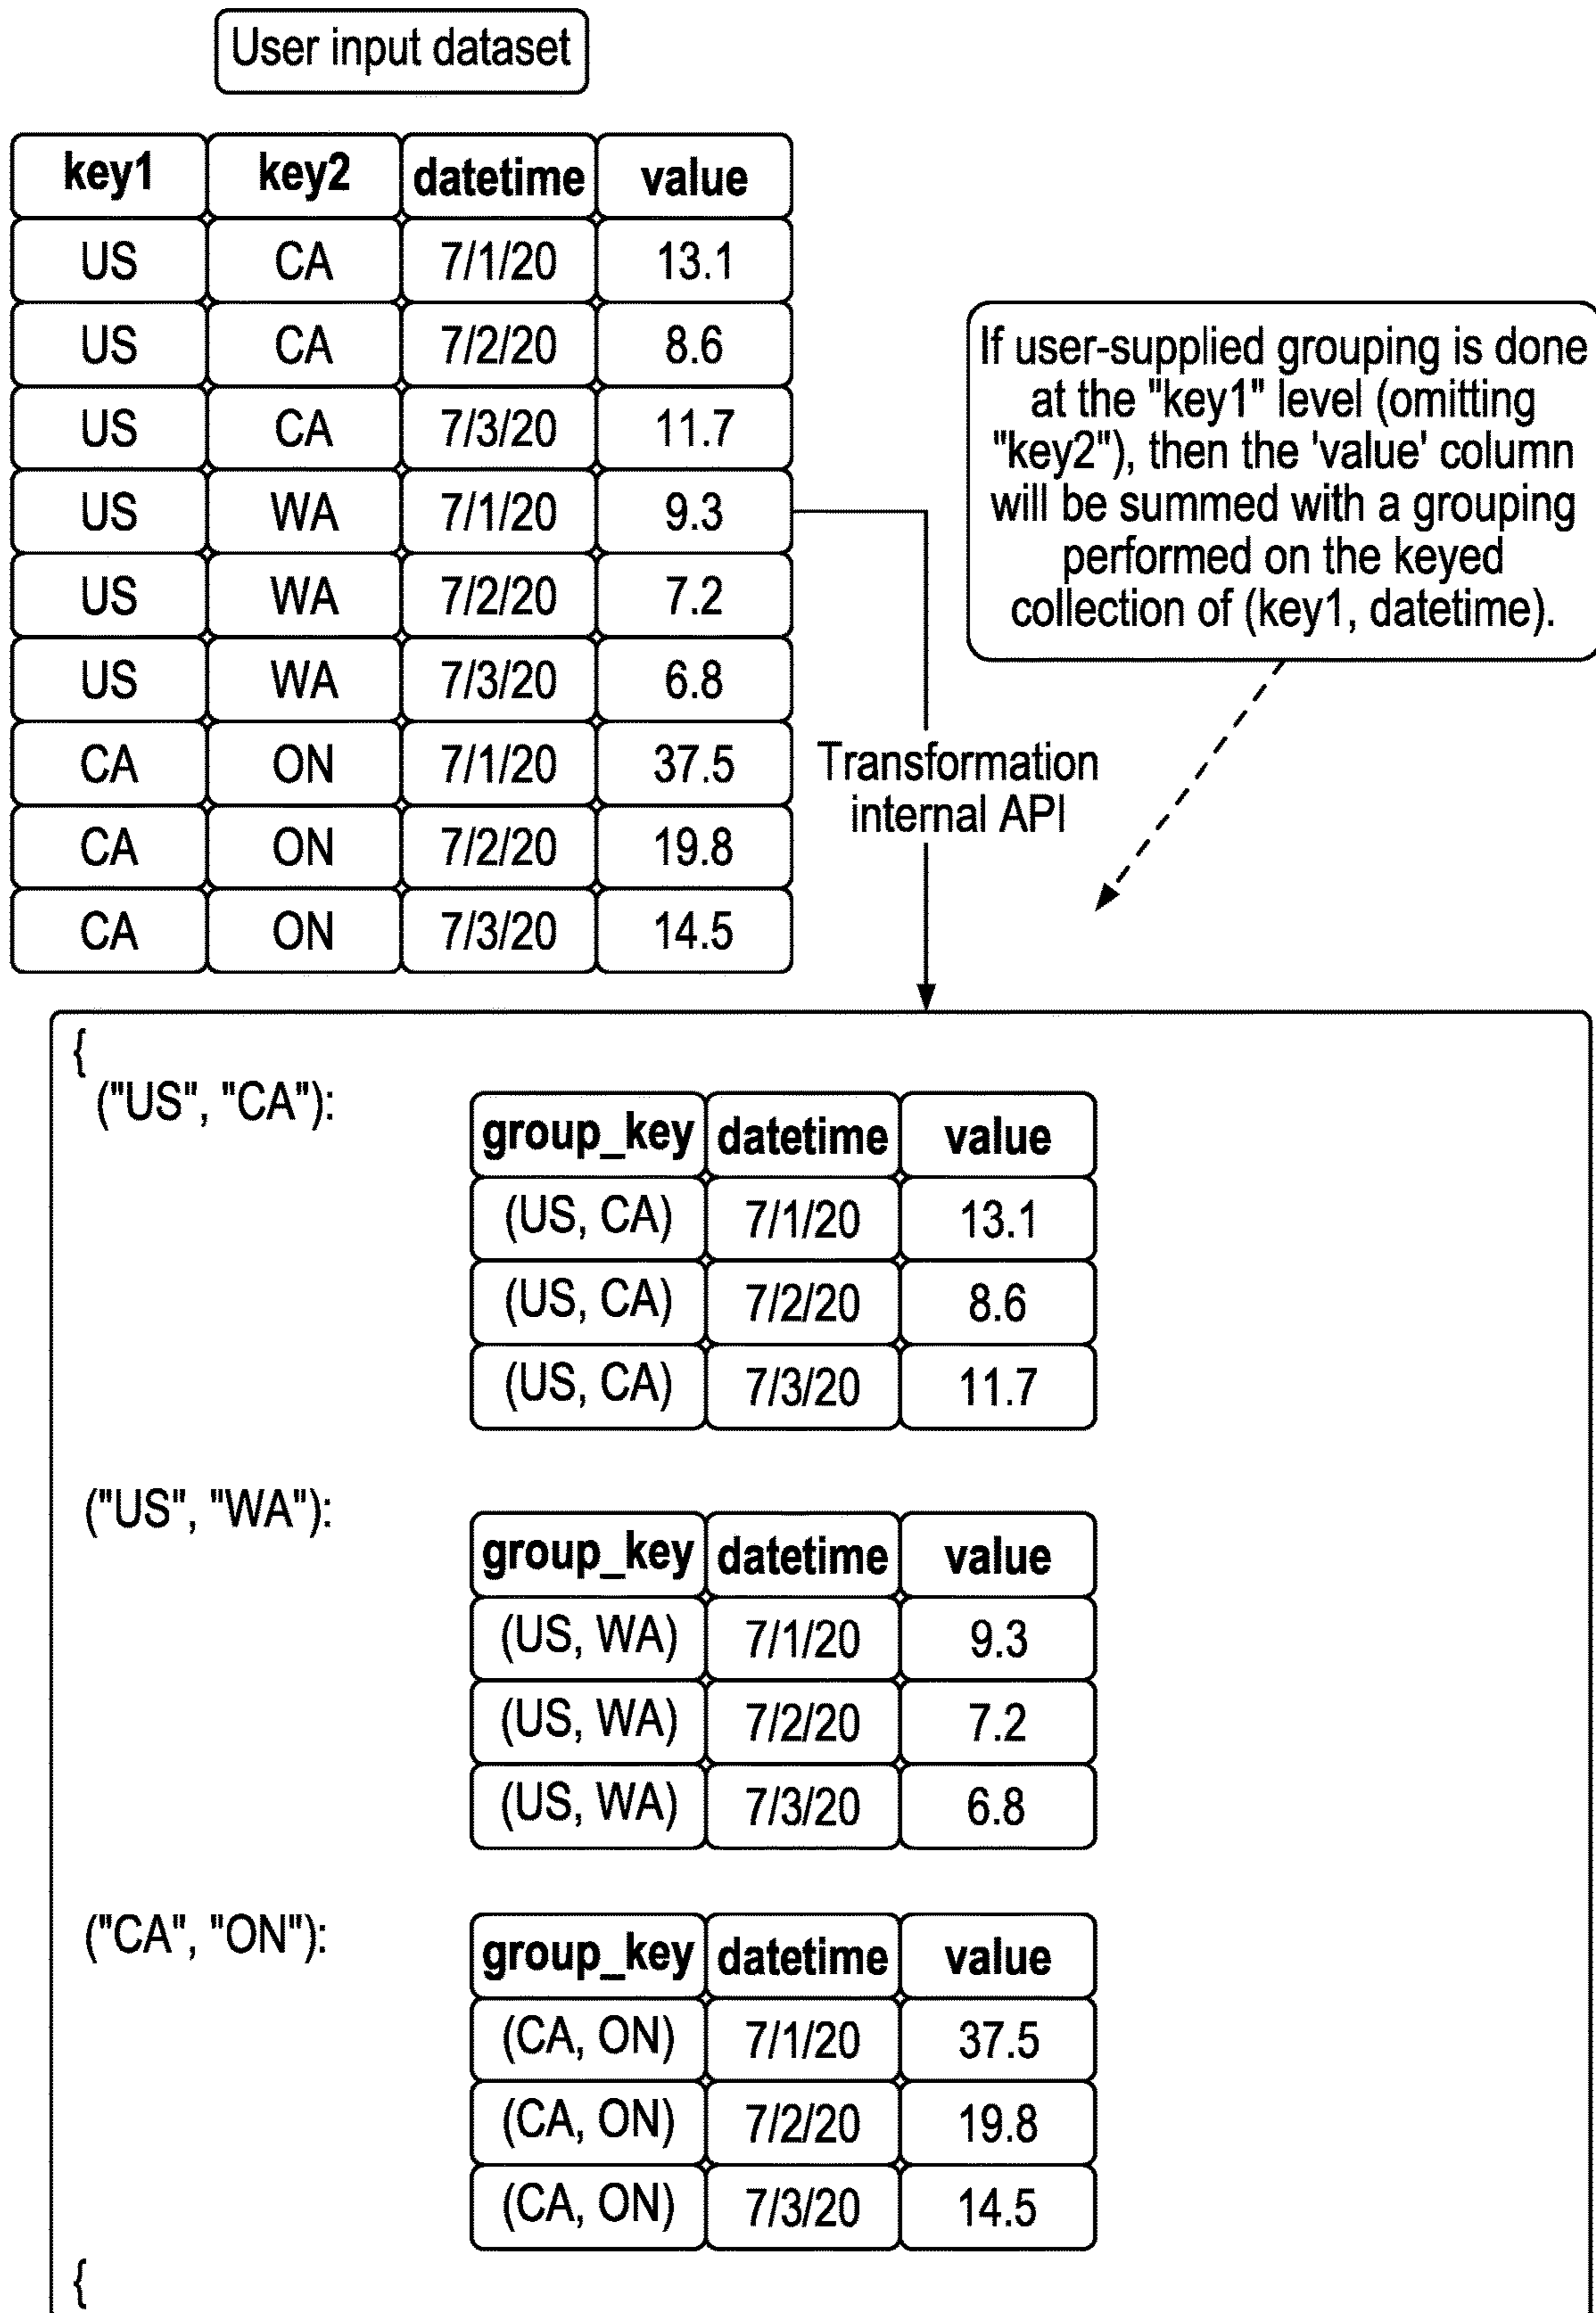 User input dataset
key1 key2 datetime value
US CA 7/1/20 13.1
US CA 7/2/20 8.6
US CA 7/3/20 11.7
US WA 7/1/20 9.3
US WA 7/2/20 7.2
US WA 7/3/20 6.8
CA ON 7/1/20 37.5
CA ON 7/2/20 19.8
CA ON 7/3/20 14.5
If user-supplied grouping is done
at the "key1" level (omitting
"key2"), then the 'value' column
will be summed with a grouping
performed on the keyed
collection of (key1, datetime).
Transformation
internal API
{
("US", "CA"):
group_key datetime value
(US, CA) 7/1/20 13.1
(US, CA) 7/2/20 8.6
(US, CA) 7/3/20 11.7
("US", "WA"):
group_key datetime value
(US, WA) 7/1/20 9.3
(US, WA) 7/2/20 7.2
(US, WA) 7/3/20 6.8
("CA", "ON"):
group_key datetime value
(CA, ON) 7/1/20 37.5
(CA, ON) 7/2/20 19.8
(CA, ON) 7/3/20 14.5
{